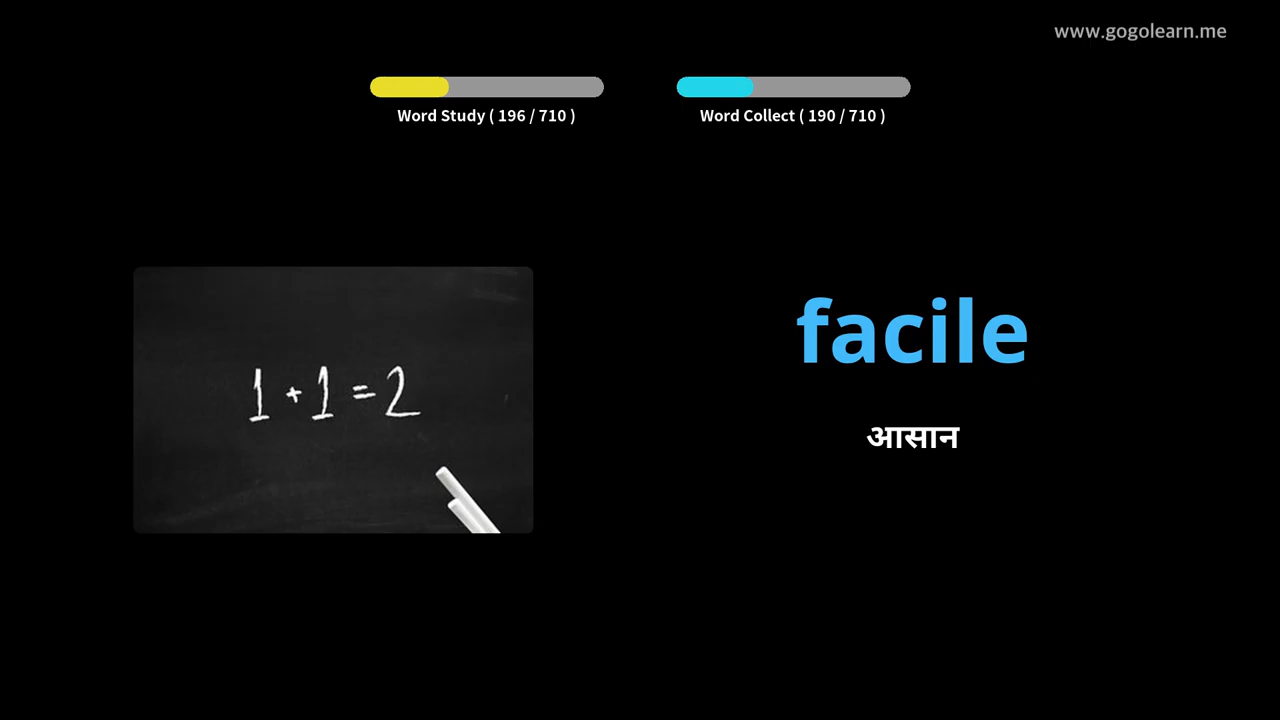 www.gogolearn.me
Word Study ( 196 / 710 )
Word Collect ( 190 / 710 )
1 + 1 = 2
facile
आसान